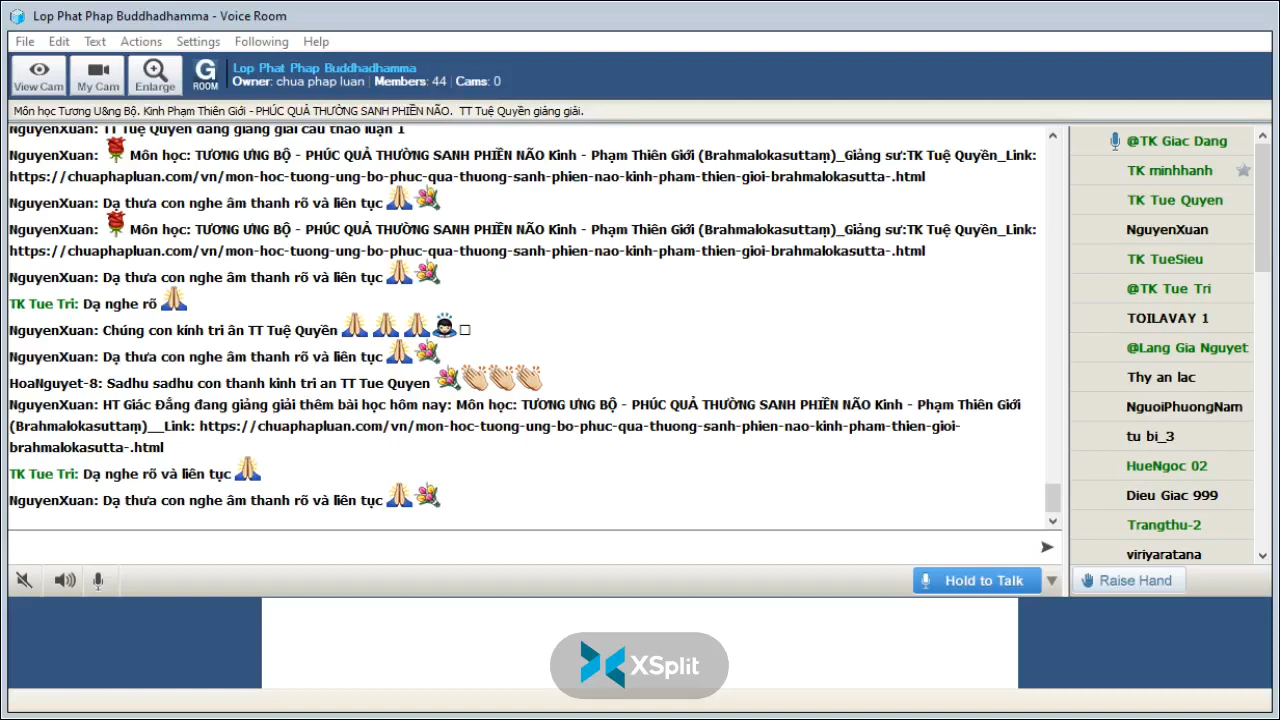 Lop Phat Phap Buddhadhamma - Voice Room
File Edit Text Actions Settings Following Help
View Cam My Cam Enlarge G ROOM
Lop Phat Phap Buddhadhamma
Owner: chua phap luan | Members: 44 | Cams: 0
Môn học Tương U&ng Bộ. Kinh Phạm Thiên Giới - PHÚC QUẢ THƯỜNG SANH PHIỀN NÃO. TT Tuệ Quyền giảng giải.
NguyenXuan: TT Tuệ Quyền đang giảng giải câu thảo luận 1
NguyenXuan: Môn học: TƯƠNG ƯNG BỘ - PHÚC QUẢ THƯỜNG SANH PHIỀN NÃO Kinh - Phạm Thiên Giới (Brahmalokasuttaṃ)_Giảng sư:TK Tuệ Quyền_Link:
https://chuaphapluan.com/vn/mon-hoc-tuong-ung-bo-phuc-qua-thuong-sanh-phien-nao-kinh-pham-thien-gioi-brahmalokasutta-.html
NguyenXuan: Dạ thưa con nghe âm thanh rõ và liên tục
NguyenXuan: Môn học: TƯƠNG ƯNG BỘ - PHÚC QUẢ THƯỜNG SANH PHIỀN NÃO Kinh - Phạm Thiên Giới (Brahmalokasuttaṃ)_Giảng sư:TK Tuệ Quyền_Link:
https://chuaphapluan.com/vn/mon-hoc-tuong-ung-bo-phuc-qua-thuong-sanh-phien-nao-kinh-pham-thien-gioi-brahmalokasutta-.html
NguyenXuan: Dạ thưa con nghe âm thanh rõ và liên tục
TK Tue Tri: Dạ nghe rõ
NguyenXuan: Chúng con kính tri ân TT Tuệ Quyền
NguyenXuan: Dạ thưa con nghe âm thanh rõ và liên tục
HoaNguyet-8: Sadhu sadhu con thanh kinh tri an TT Tue Quyen
NguyenXuan: HT Giác Đẳng đang giảng giải thêm bài học hôm nay: Môn học: TƯƠNG ƯNG BỘ - PHÚC QUẢ THƯỜNG SANH PHIỀN NÃO Kinh - Phạm Thiên Giới
(Brahmalokasuttaṃ)__Link: https://chuaphapluan.com/vn/mon-hoc-tuong-ung-bo-phuc-qua-thuong-sanh-phien-nao-kinh-pham-thien-gioi-
brahmalokasutta-.html
TK Tue Tri: Dạ nghe rõ và liên tục
NguyenXuan: Dạ thưa con nghe âm thanh rõ và liên tục
@TK Giac Dang
TK minhhanh
TK Tue Quyen
NguyenXuan
TK TueSieu
@TK Tue Tri
TOILAVAY 1
@Lang Gia Nguyet
Thy an lac
NguoiPhuongNam
tu bi_3
HueNgoc 02
Dieu Giac 999
Trangthu-2
viriyaratana
Hold to Talk
Raise Hand
XSplit